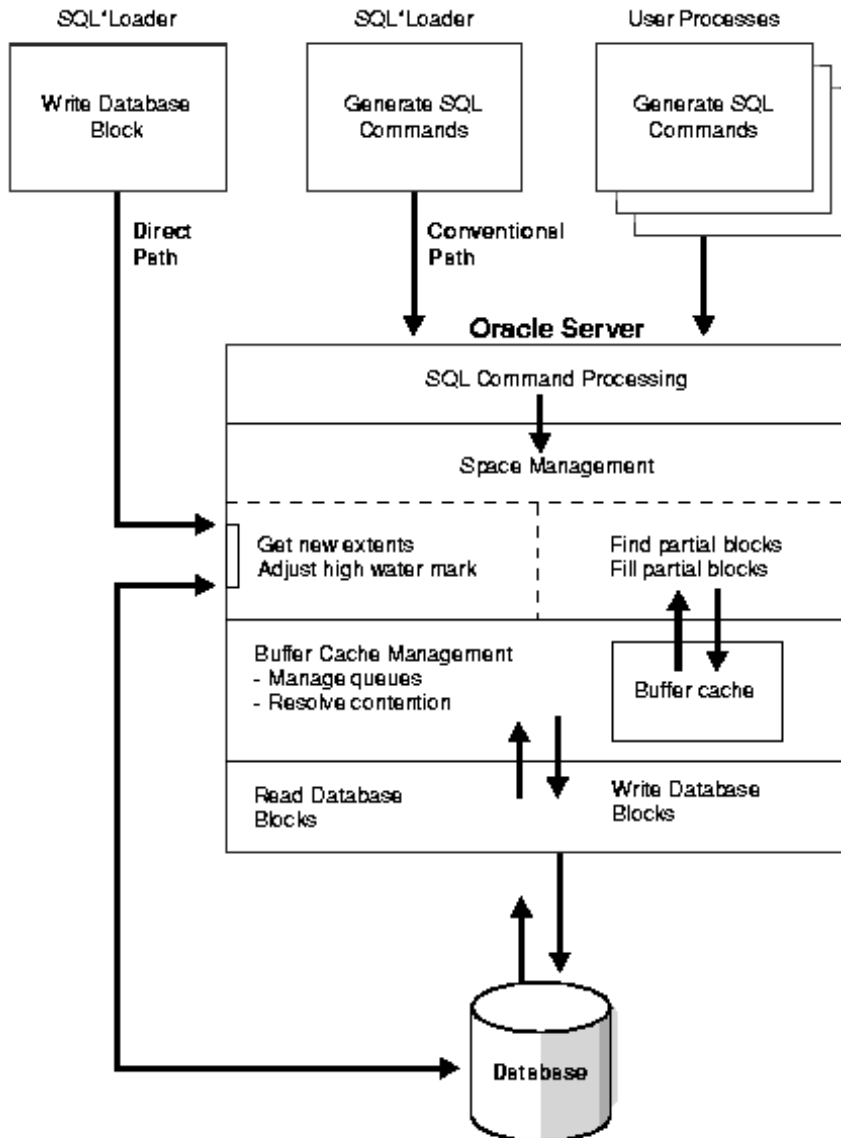 SQL*Loader
SQL*Loader
User Processes
Write Database
Block
Generate SQL
Commands
Generate SQL
Commands
Direct
Path
Conventional
Path
Oracle Server
SQL Command Processing
Space Management
Get new extents
Adjust high water mark
Find partial blocks
Fill partial blocks
Buffer Cache Management
- Manage queues
- Resolve contention
Buffer cache
Read Database
Blocks
Write Database
Blocks
Database